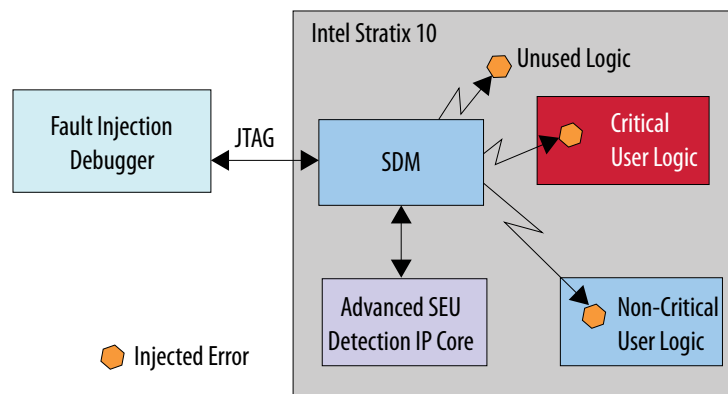 Intel Stratix 10
Unused Logic
Fault Injection
Debugger
JTAG
SDM
Critical
User Logic
Advanced SEU
Detection IP Core
Non-Critical
User Logic
Injected Error